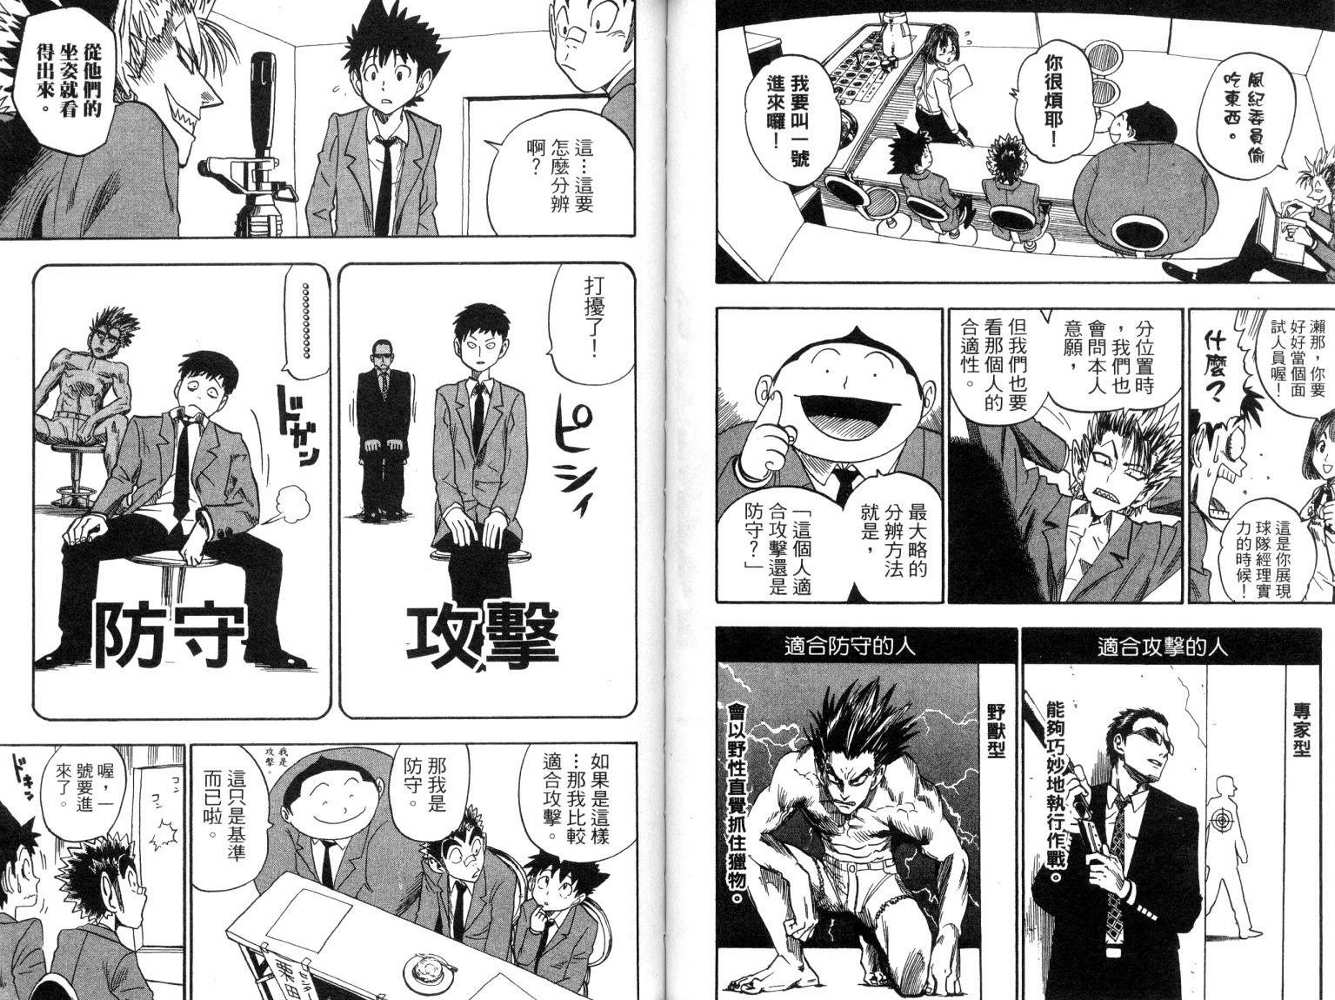 風紀委員偷
吃東西。
你很煩耶！
我要叫一號
進來囉！
瀨那，你要
好好當個面
試人員喔！
什麼？
這是你展現
球隊經理實
力的時候！
分位置時
，我們也
會問本人
意願，
但我們也要
看那個人的
合適性。
最大略的
分辨方法
就是，
「這個人適
合攻擊還是
防守？」
適合攻擊的人
專家型
能夠巧妙地執行作戰。
適合防守的人
野獸型
會以野性直覺抓住獵物。
這…這要
怎麼分辨
啊？
從他們的
坐姿就看
得出來。
打擾了！
ピシィ
攻擊
…………
ドザン
防守
如果是這樣
…那我比較
適合攻擊。
那我是
防守。
我是
攻擊。
這只是基準
而已啦。
コン
コン
喔，一
號要進
來了。
ドキッ